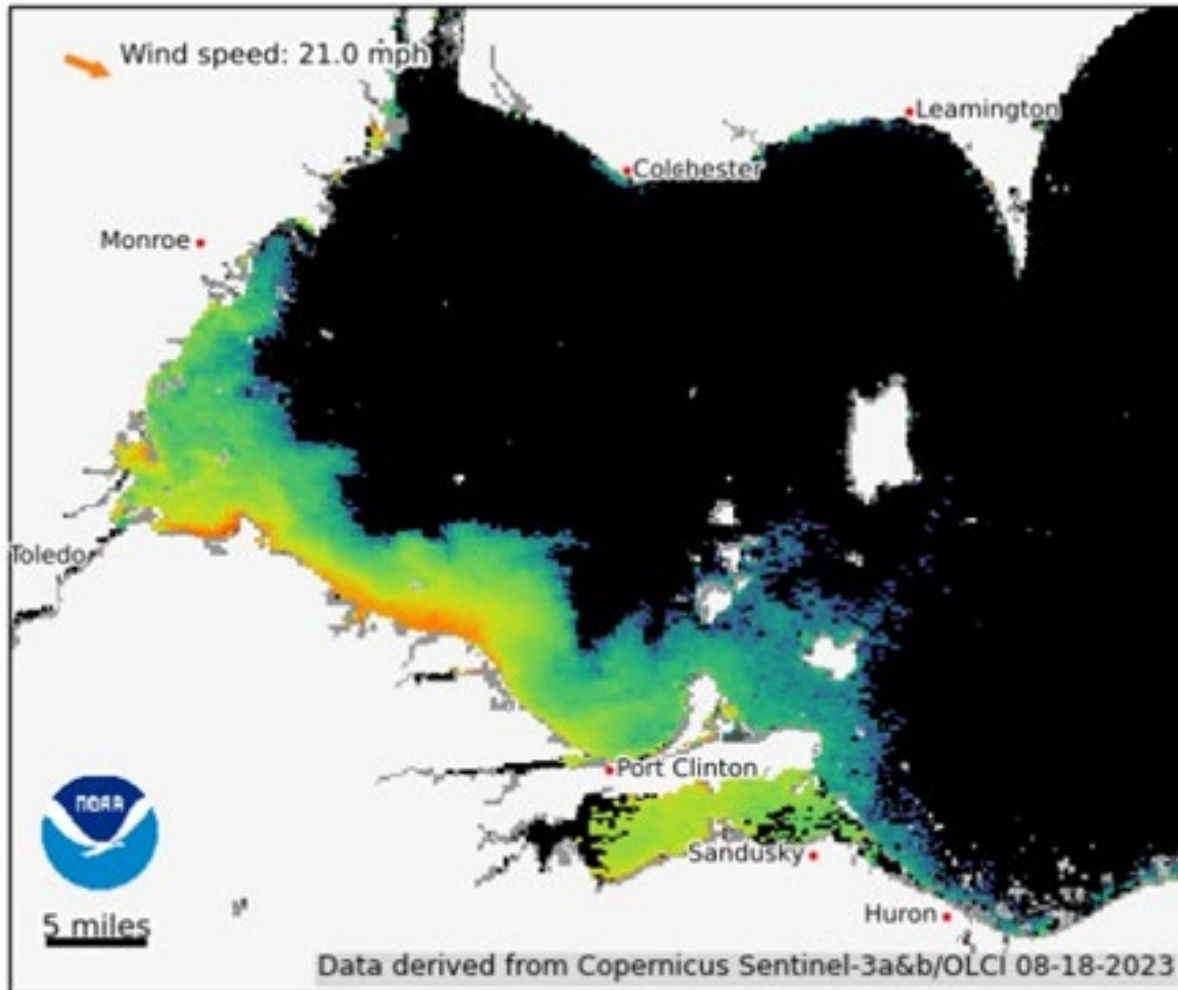 Wind speed: 21.0 mph
Leamington
Colchester
Monroe
Toledo
Port Clinton
Sandusky
NOAA
Huron
5 miles
Data derived from Copernicus Sentinel-3a&b/OLCI 08-18-2023